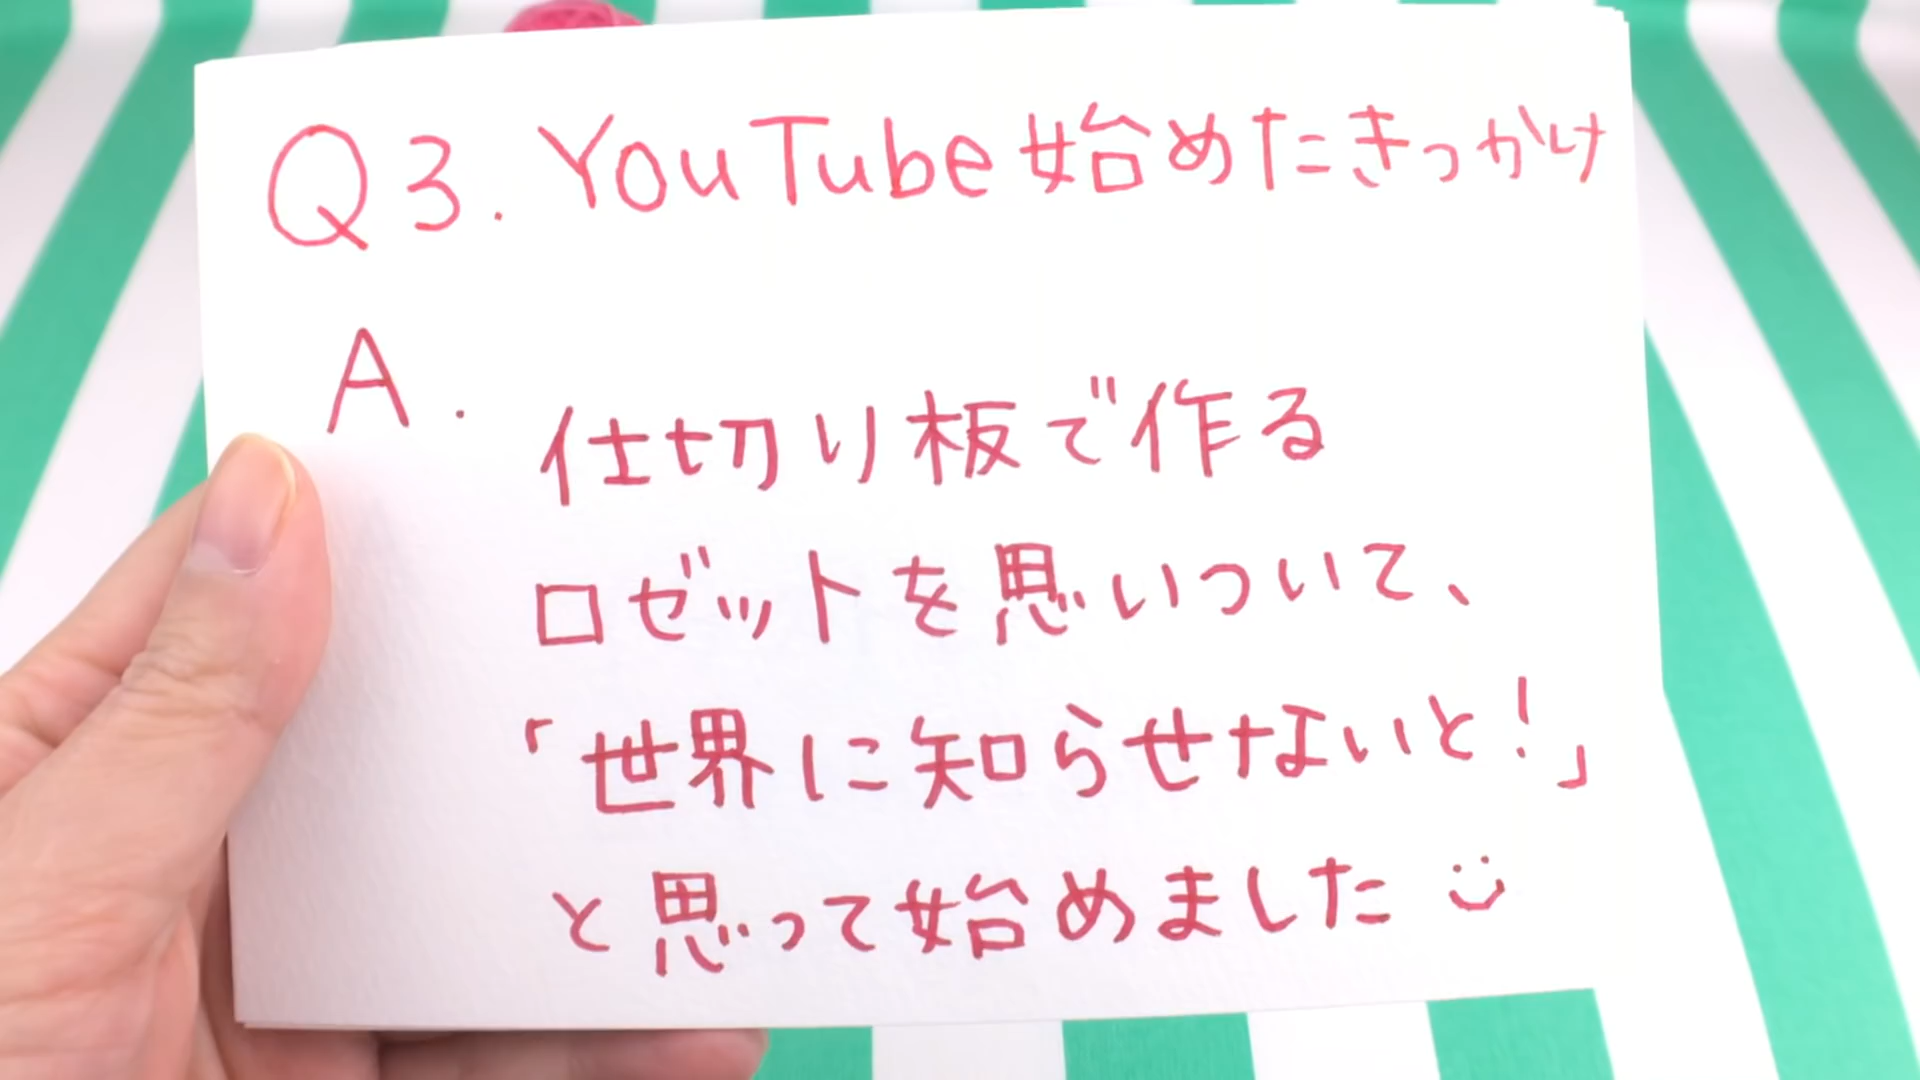 Q3. YouTube始めたきっかけ
A.
仕切り板で作る
ロゼットを思いついて、
「世界に知らせないと!」
と思って始めました